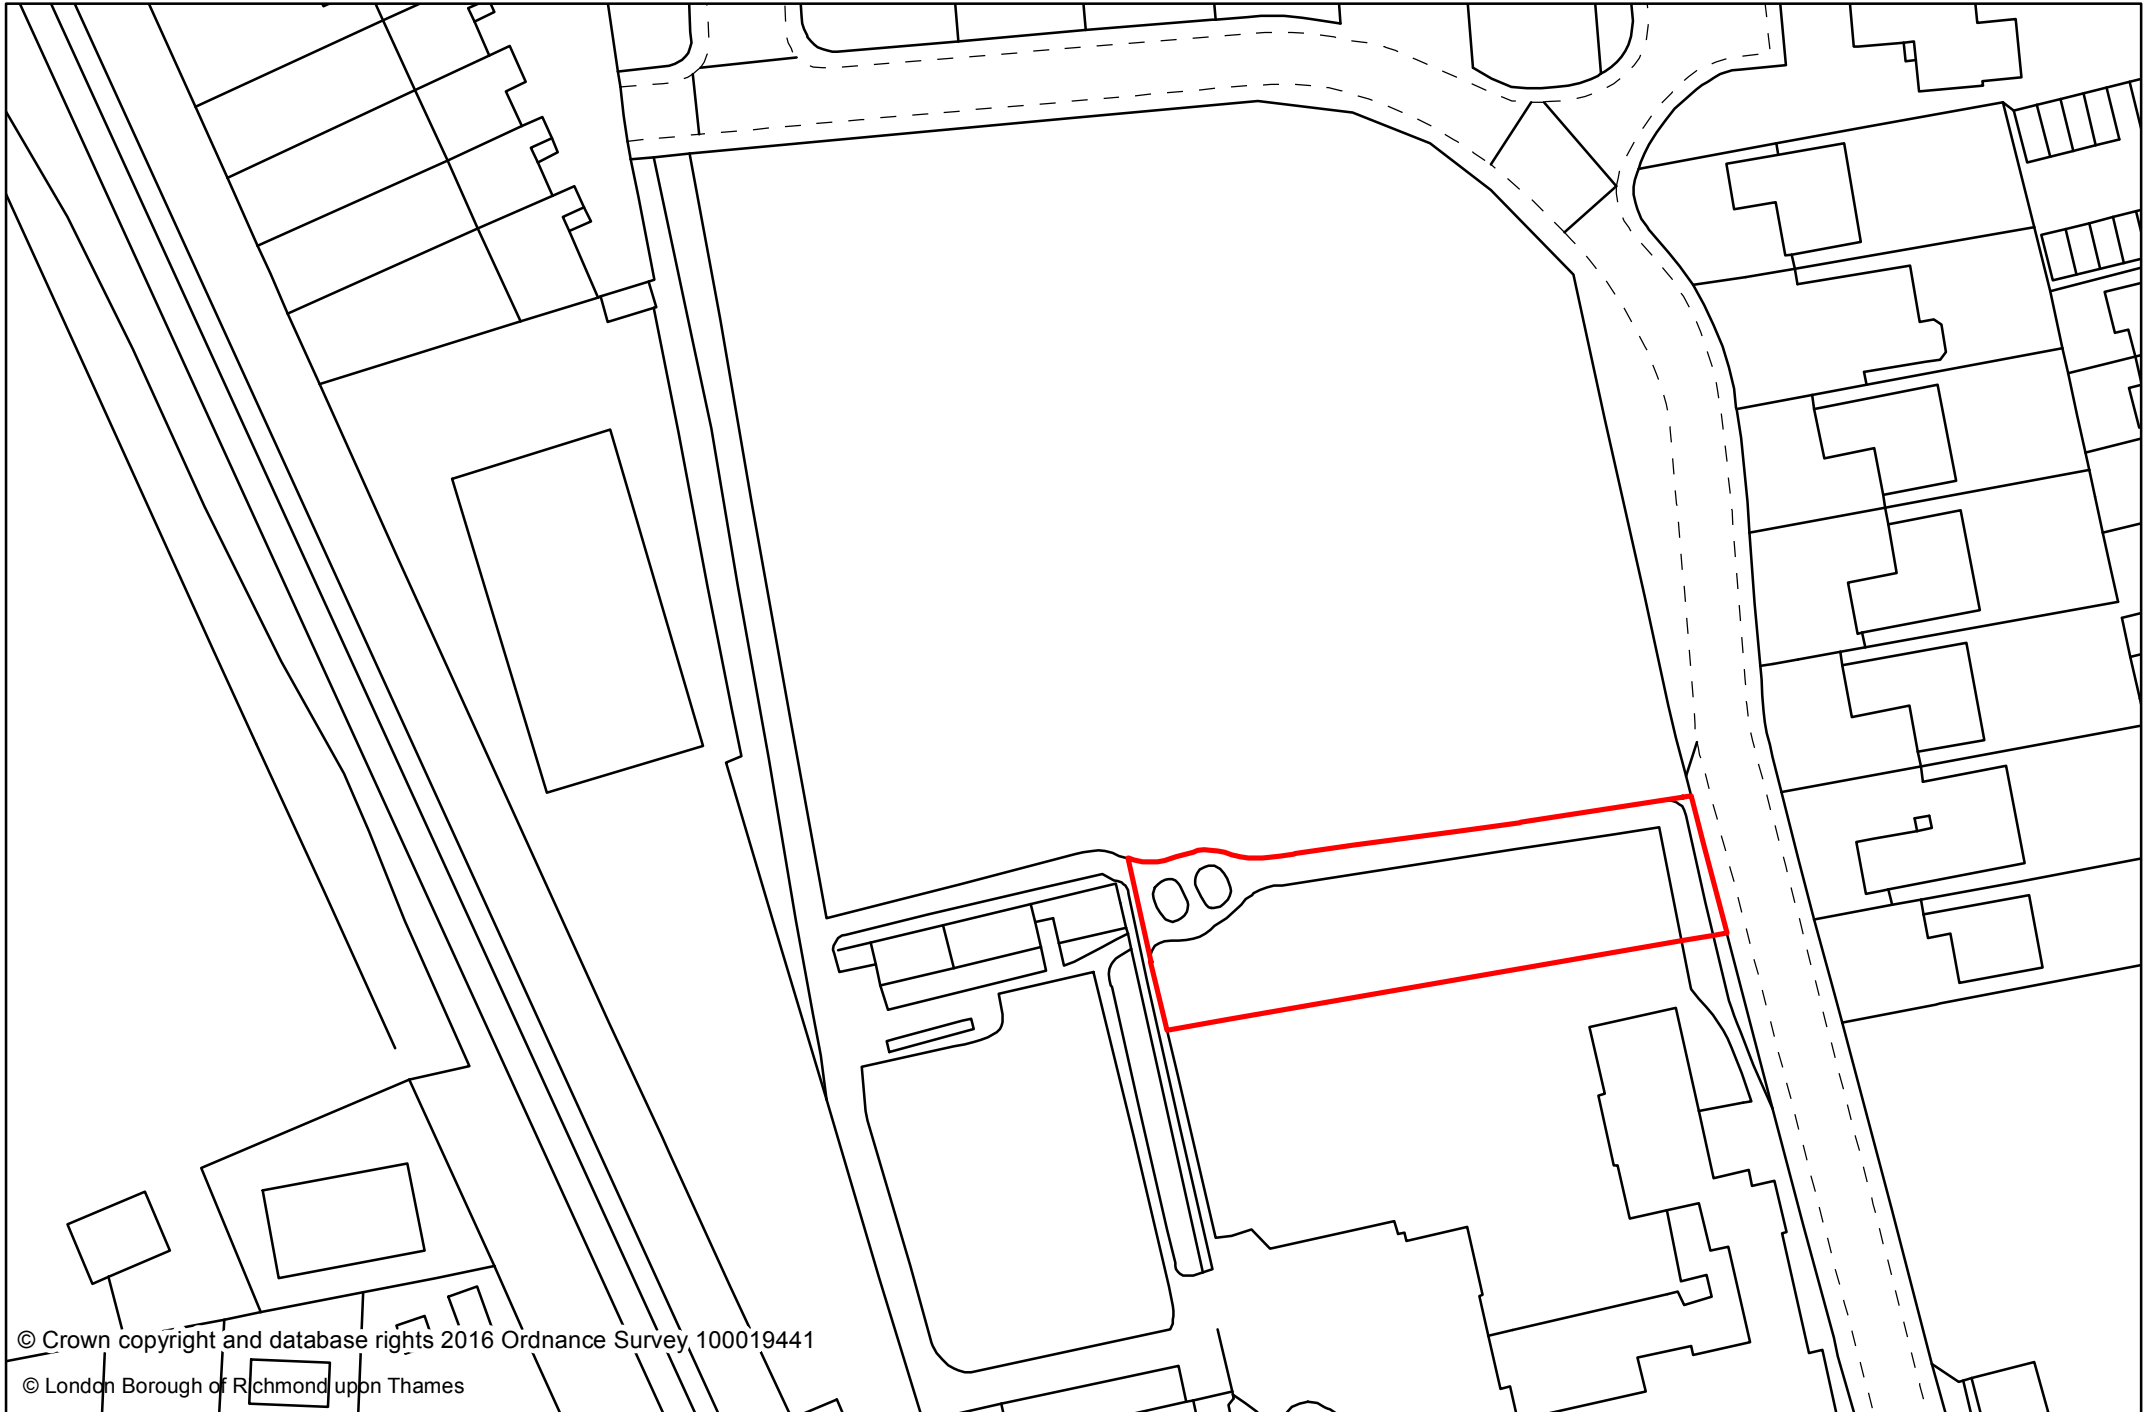 © Crown copyright and database rights 2016 Ordnance Survey 100019441
© London Borough of Richmond upon Thames